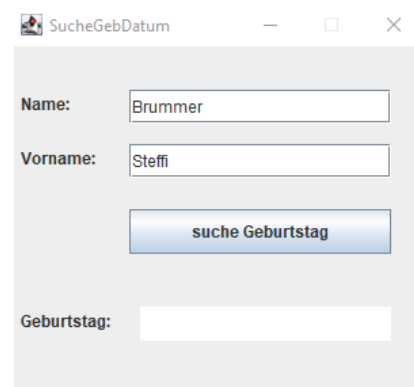 SucheGebDatum
Name: Brummer
Vorname: Steffi
suche Geburtstag
Geburtstag: